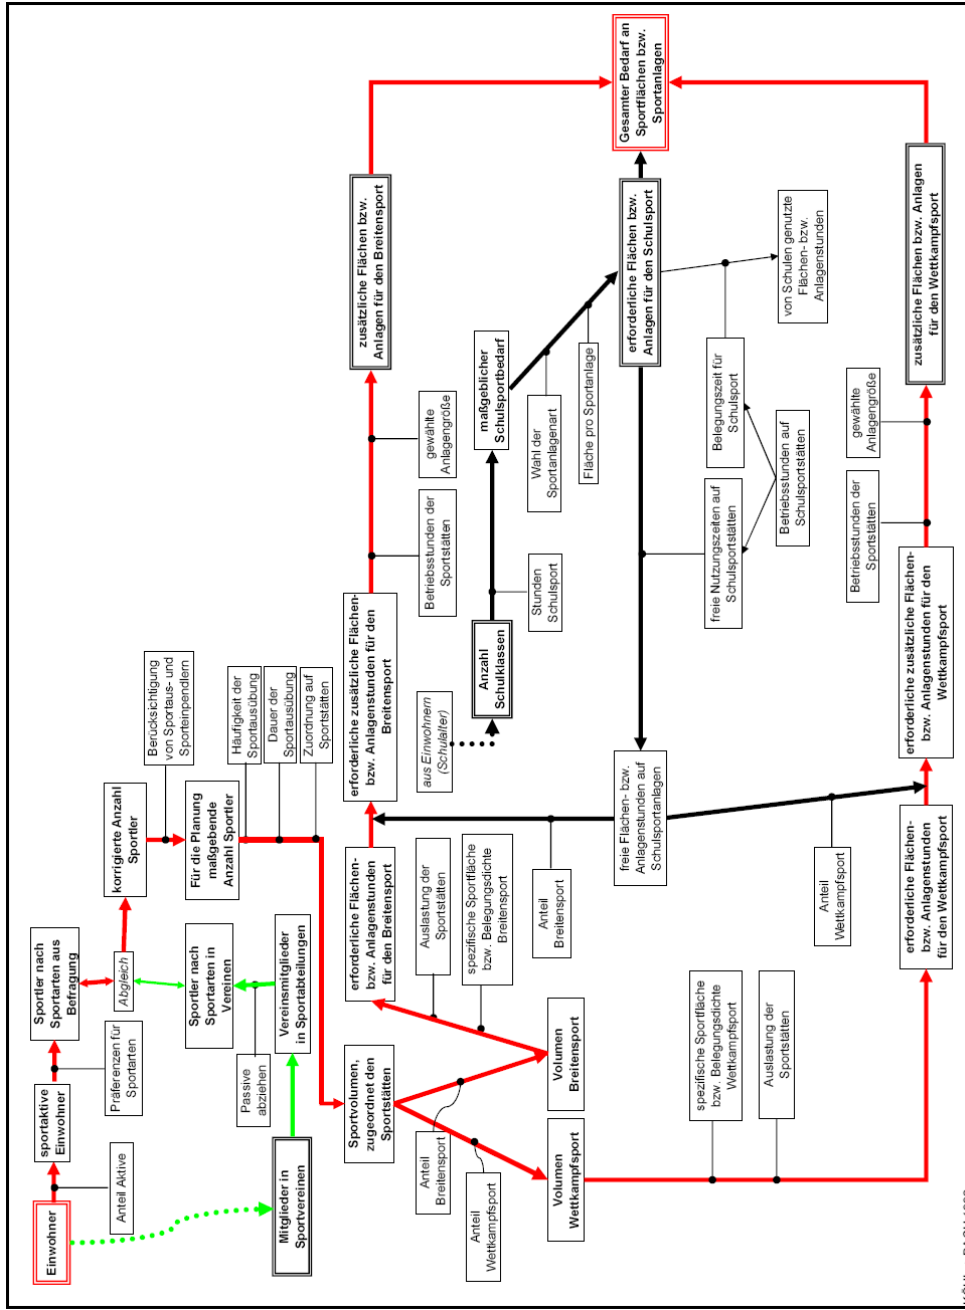 Einwohner
Anteil Aktive
sportaktive
Einwohner
Präferenzen für
Sportarten
Sportler nach
Sportarten aus
Befragung
Abgleich
korrigierte Anzahl
Sportler
Berücksichtigung
von Sportaus- und
Sporteinpendlern
Mitglieder in
Sportvereinen
Passive
abziehen
Vereinsmitglieder
in Sportabteilungen
Sportler nach
Sportarten in
Vereinen
Für die Planung
maßgebende
Anzahl Sportler
Häufigkeit der
Sportausübung
Dauer der
Sportausübung
Zuordnung auf
Sportstätten
Sportvolumen,
zugeordnet den
Sportstätten
Anteil
Breitensport
Anteil
Wettkampfsport
Volumen
Wettkampfsport
Volumen
Breitensport
erforderliche Flächen-
bzw. Anlagenstunden
für den Breitensport
Auslastung der
Sportstätten
spezifische Sportfläche
bzw. Belegungsdichte
Breitensport
Anteil
Breitensport
erforderliche zusätzliche Flächen-
bzw. Anlagenstunden für den
Breitensport
Betriebsstunden der
Sportstätten
gewählte
Anlagengröße
zusätzliche Flächen bzw.
Anlagen für den Breitensport
aus Einwohnern
(Schulalter)
Anzahl
Schulklassen
Stunden
Schulsport
maßgeblicher
Schulsportbedarf
Wahl der
Sportanlagenart
Fläche pro Sportanlage
erforderliche Flächen bzw.
Anlagen für den Schulsport
Gesamter Bedarf an
Sportflächen bzw.
Sportanlagen
freie Flächen- bzw.
Anlagenstunden auf
Schulsportanlagen
freie Nutzungszeiten auf
Schulsportstätten
Belegungszeit für
Schulsport
Betriebsstunden auf
Schulsportstätten
von Schulen genutzte
Flächen- bzw.
Anlagenstunden
Anteil
Wettkampfsport
spezifische Sportfläche
bzw. Belegungsdichte
Wettkampfsport
Auslastung der
Sportstätten
erforderliche Flächen-
bzw. Anlagenstunden
für den Wettkampfsport
erforderliche zusätzliche Flächen-
bzw. Anlagenstunden für den
Wettkampfsport
Betriebsstunden der
Sportstätten
gewählte
Anlagengröße
zusätzliche Flächen bzw. Anlagen
für den Wettkampfsport